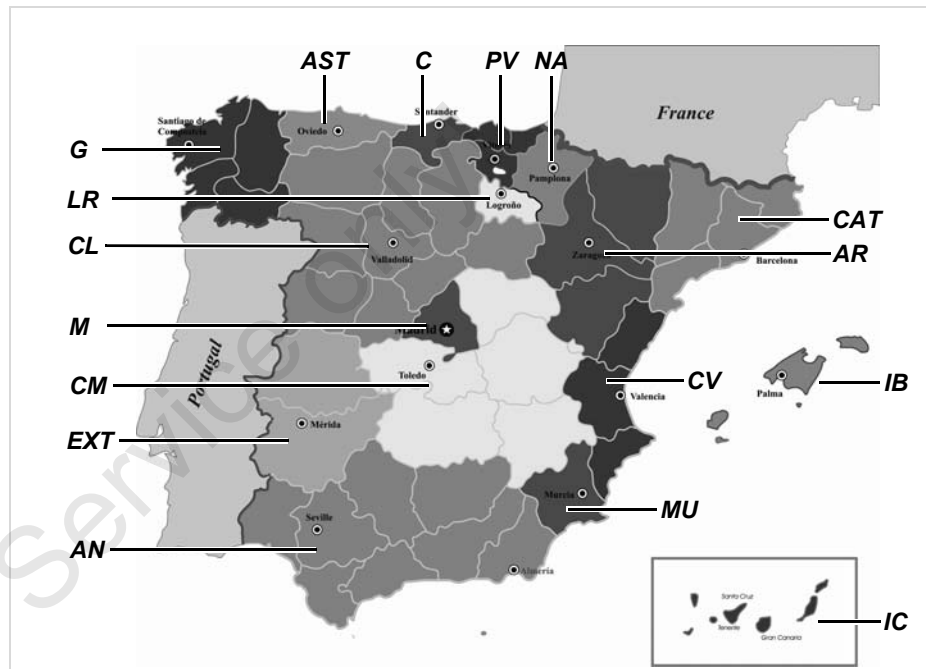 AST C PV NA
Santander
France
Santiago de
Compostela
Oviedo
G
Pamplona
LR
Logroño
CAT
CL
Valladolid
Zaragoza
AR
Barcelona
M
Madrid
Portugal
Toledo
CM
CV
Valencia
Palma
IB
Mérida
EXT
Murcia
MU
Seville
AN
Almería
Santa Cruz
Tenerife
Gran Canaria
IC
Service only